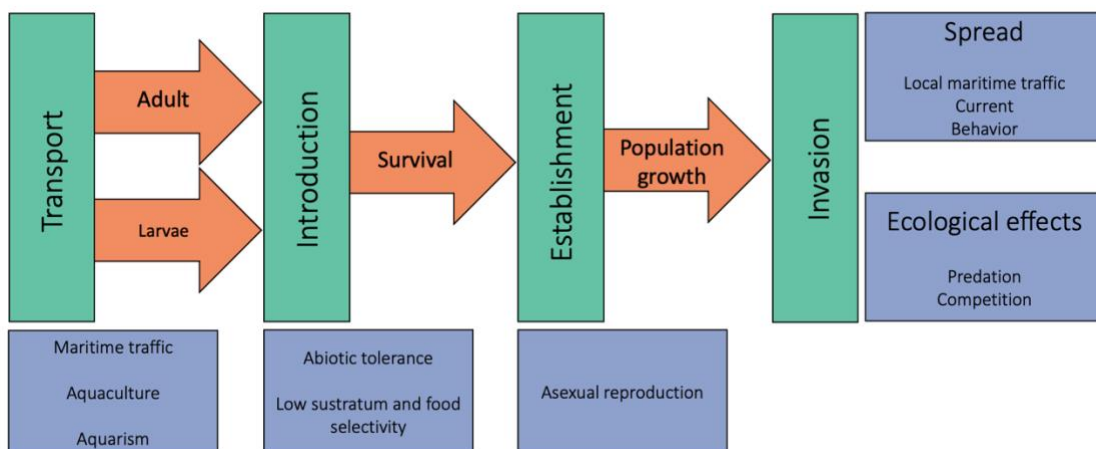 Transport
Adult
Larvae
Introduction
Survival
Establishment
Population
growth
Invasion
Spread
Local maritime traffic
Current
Behavior
Ecological effects
Predation
Competition
Maritime traffic
Aquaculture
Aquarism
Abiotic tolerance
Low sustratum and food
selectivity
Asexual reproduction